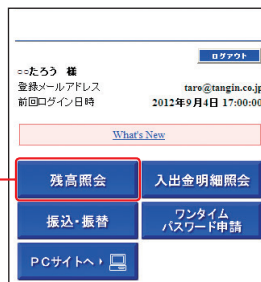 ログアウト
○○たろう 様
登録メールアドレス taro@tangin.co.jp
前回ログイン日時 2012年9月4日 17:00:00
What's New
残高照会 入出金明細照会
振込・振替 ワンタイム
パスワード申請
PCサイトへ